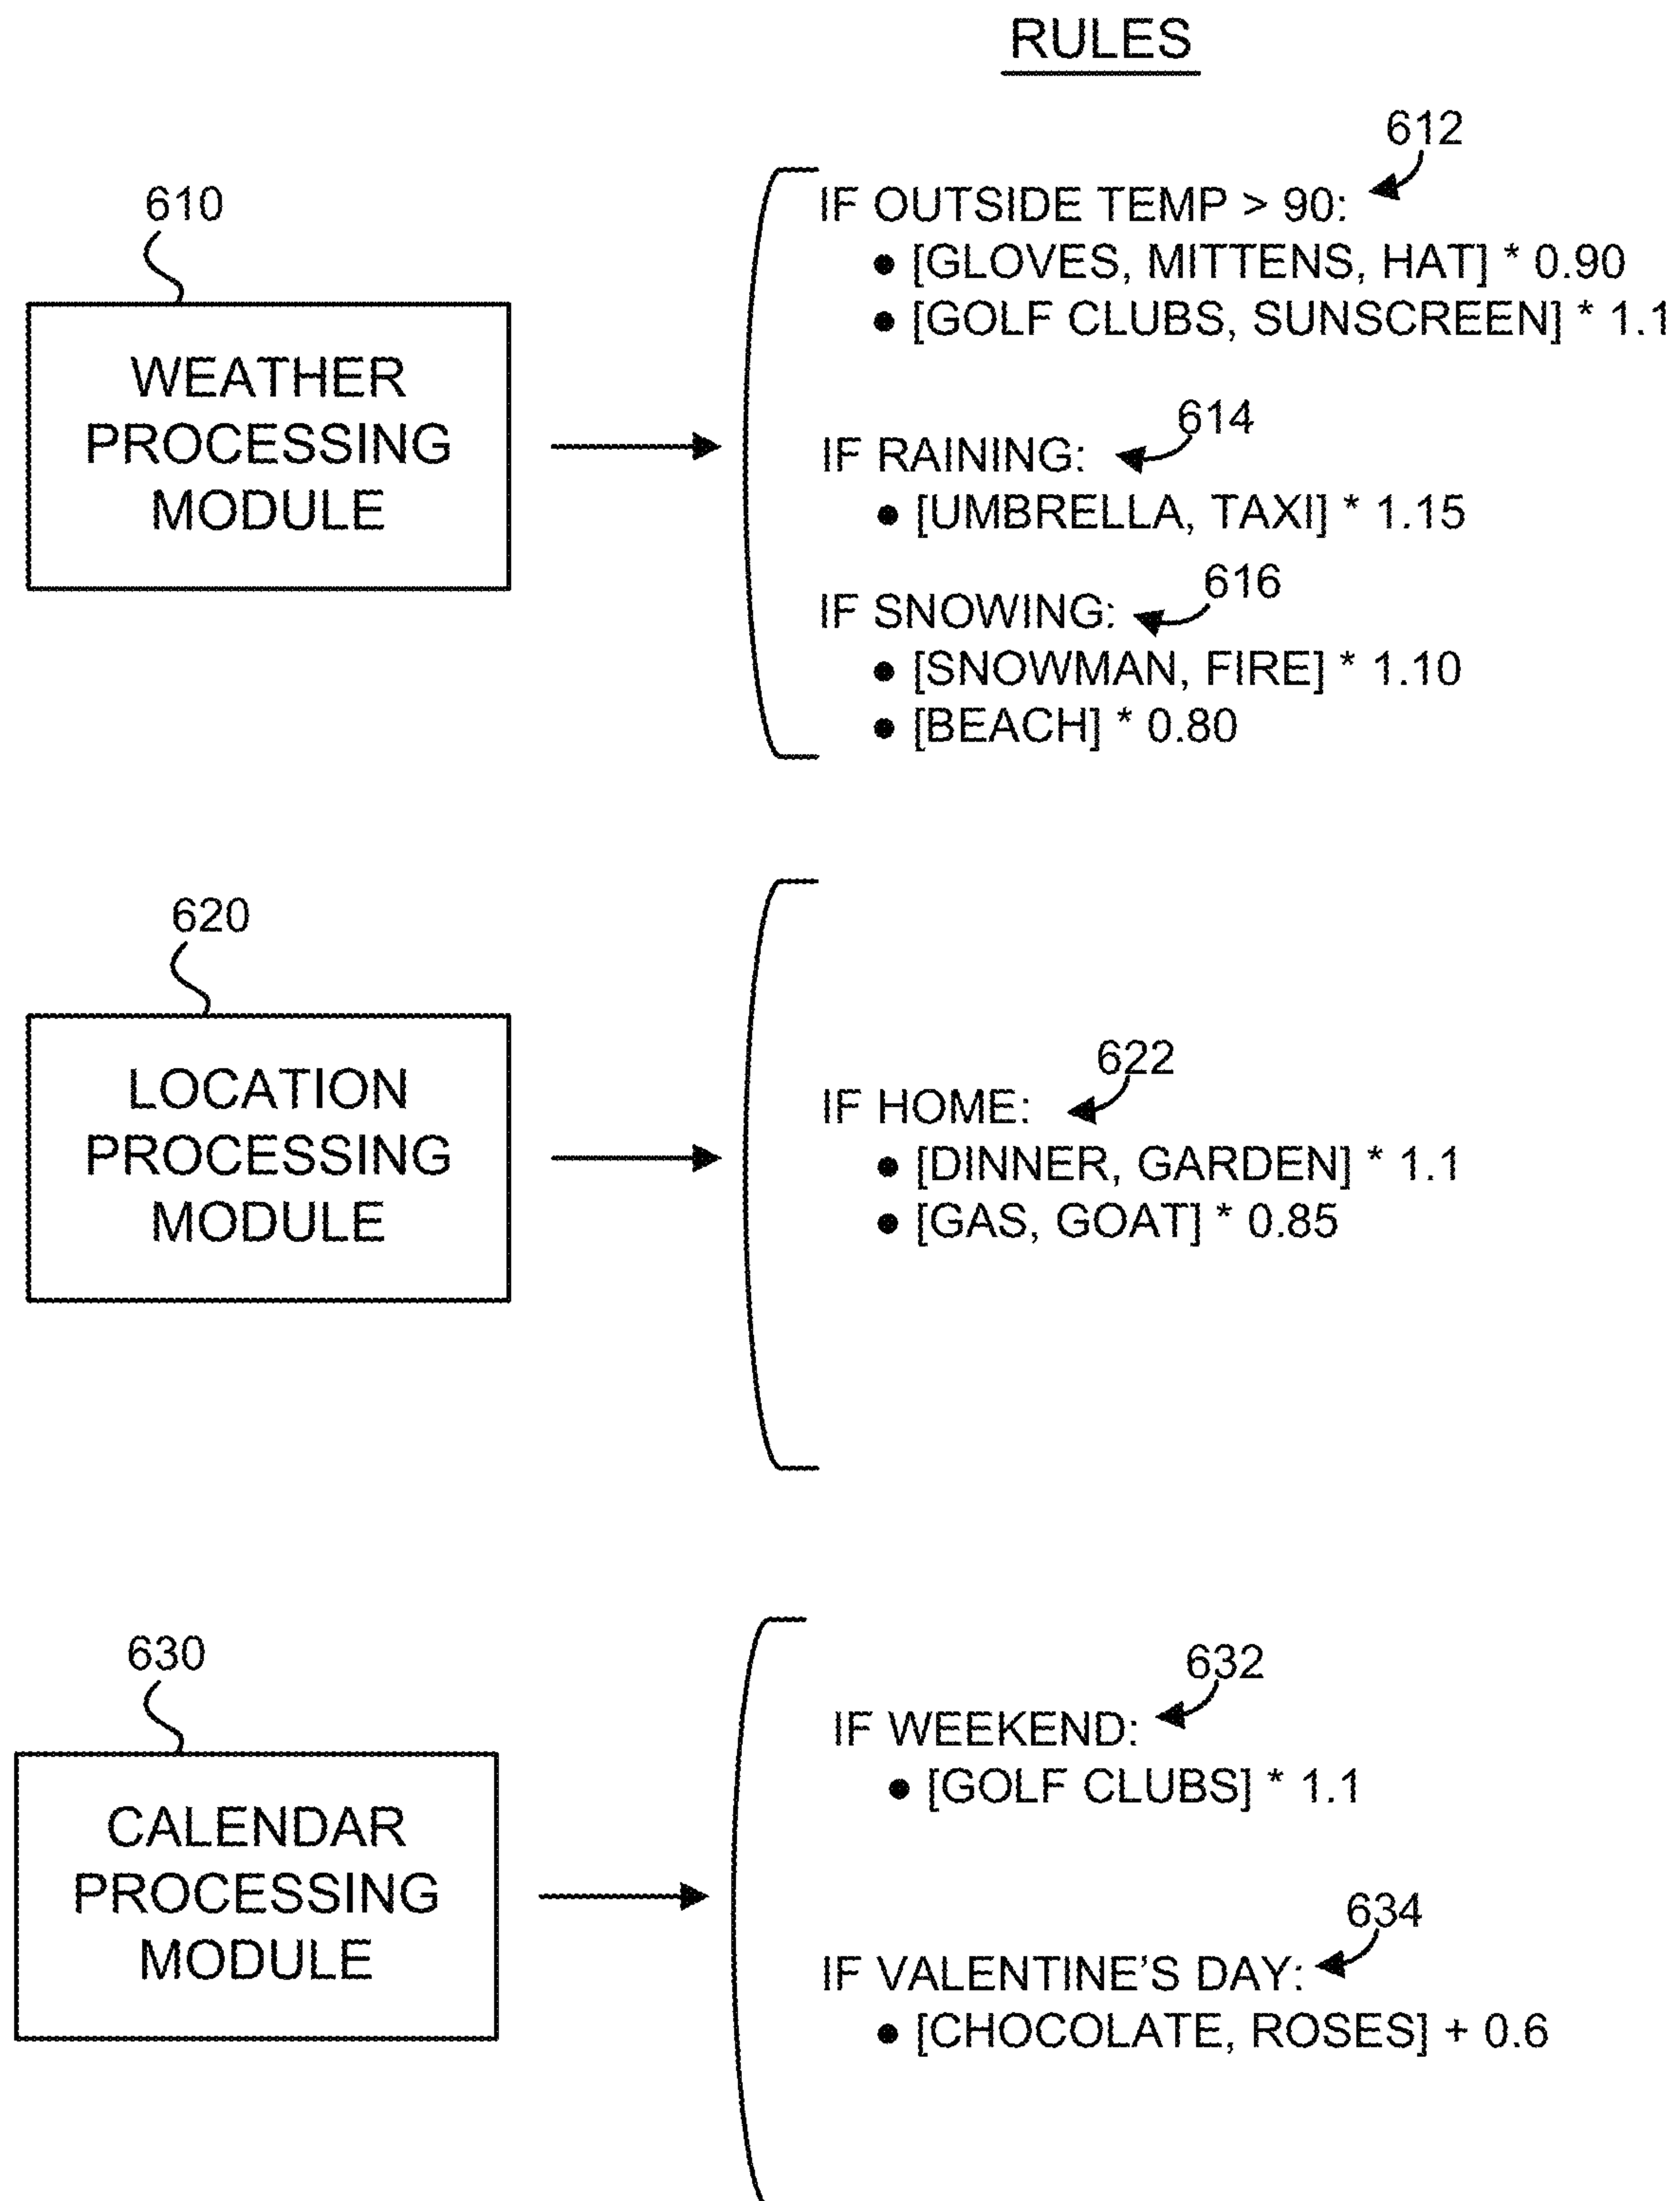 RULES
610
WEATHER
PROCESSING
MODULE
612
IF OUTSIDE TEMP > 90:
• [GLOVES, MITTENS, HAT] * 0.90
• [GOLF CLUBS, SUNSCREEN] * 1.1
614
IF RAINING:
• [UMBRELLA, TAXI] * 1.15
616
IF SNOWING:
• [SNOWMAN, FIRE] * 1.10
• [BEACH] * 0.80
620
LOCATION
PROCESSING
MODULE
622
IF HOME:
• [DINNER, GARDEN] * 1.1
• [GAS, GOAT] * 0.85
630
CALENDAR
PROCESSING
MODULE
632
IF WEEKEND:
• [GOLF CLUBS] * 1.1
634
IF VALENTINE'S DAY:
• [CHOCOLATE, ROSES] + 0.6